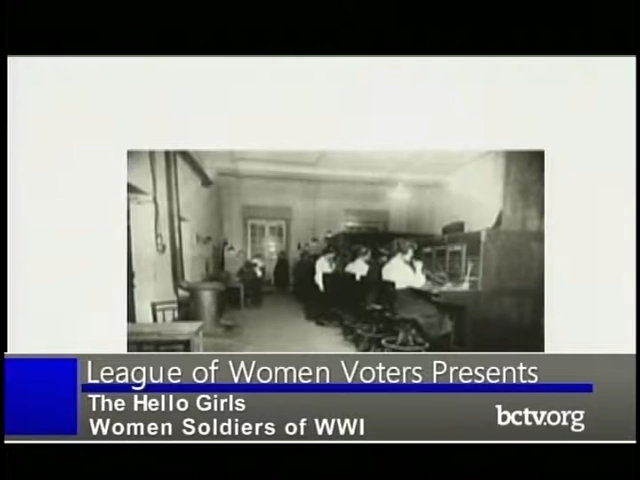 League of Women Voters Presents
The Hello Girls
Women Soldiers of WWI
bctv.org